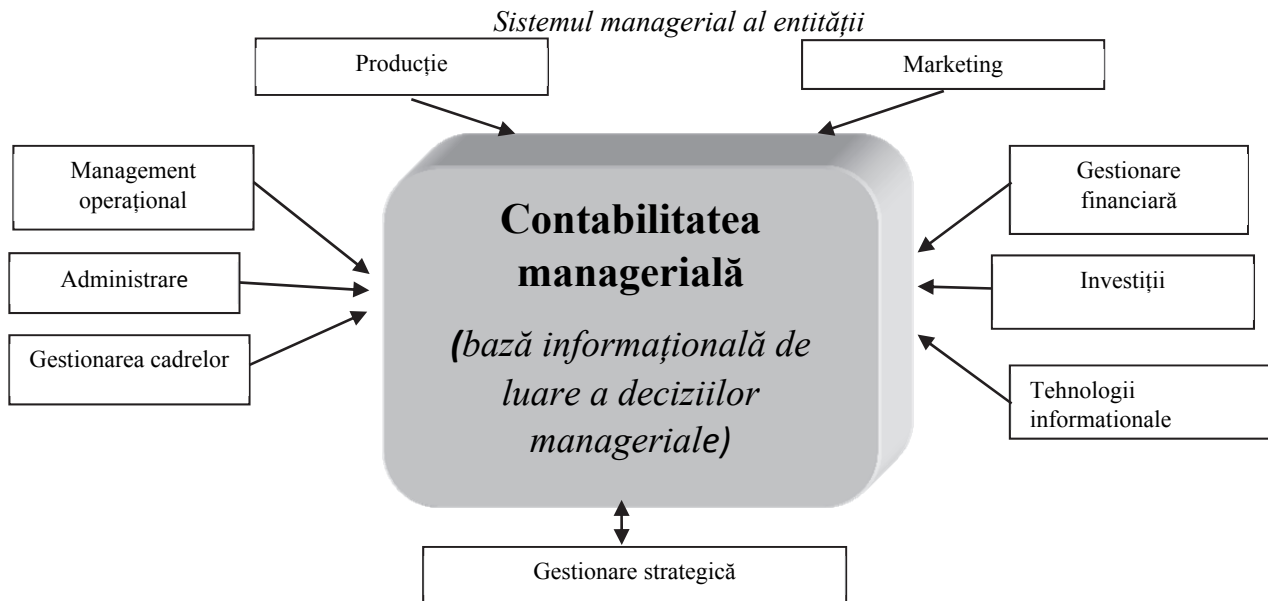 Sistemul managerial al entității
Producție
Marketing
Management
operațional
Gestionare
financiară
Contabilitatea
managerială
Administrare
Investiții
(bază informațională de
luare a deciziilor
manageriale)
Gestionarea cadrelor
Tehnologii
informationale
Gestionare strategică